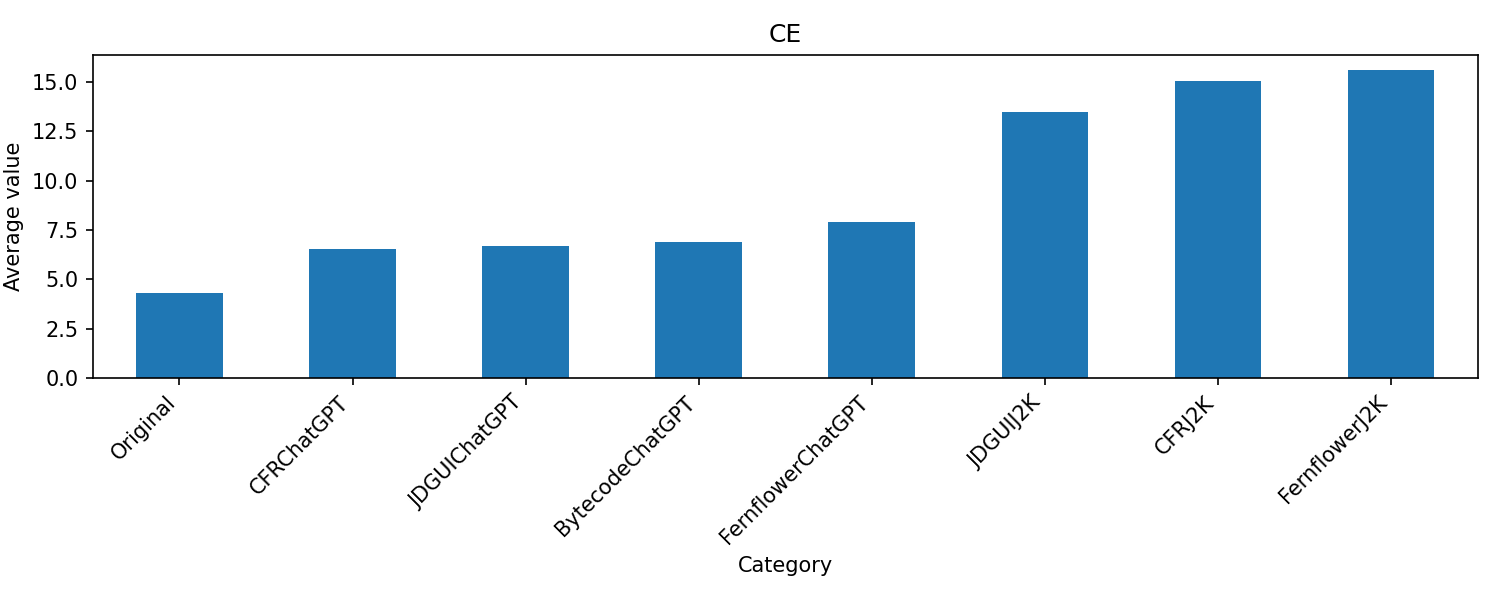 CE
Average value
15.0
12.5
10.0
7.5
5.0
2.5
0.0
Original
CFRChatGPT
JDGUIChatGPT
BytecodeChatGPT
FernflowerChatGPT
JDGUIJ2K
CFRJ2K
FernflowerJ2K
Category